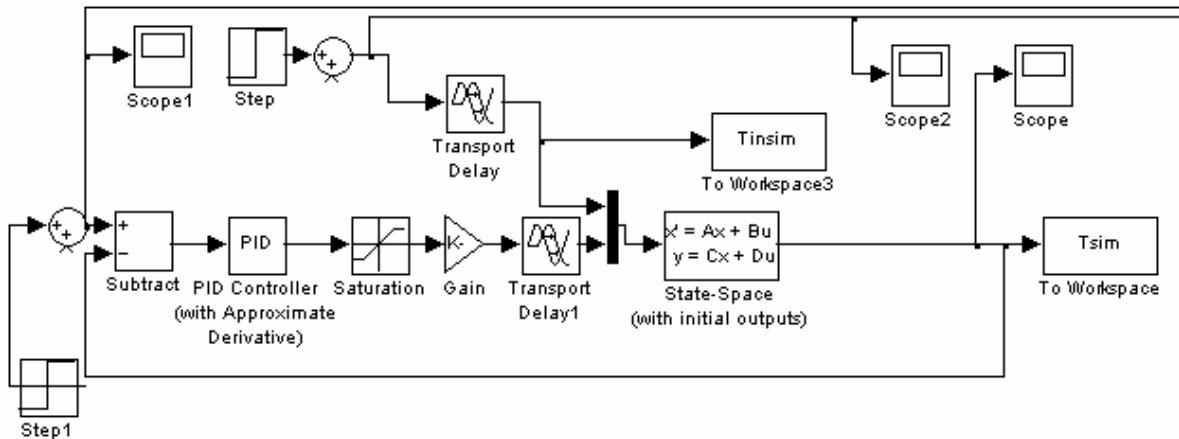 +
+
Scope1
Step
Scope2
Scope
Transport
Delay
Tinsim
To Workspace3
+
+
+
−
Subtract
PID
PID Controller
(with Approximate
Derivative)
Saturation
K-
Gain
Transport
Delay1
x' = Ax + Bu
y = Cx + Du
State-Space
(with initial outputs)
Tsim
To Workspace
Step1